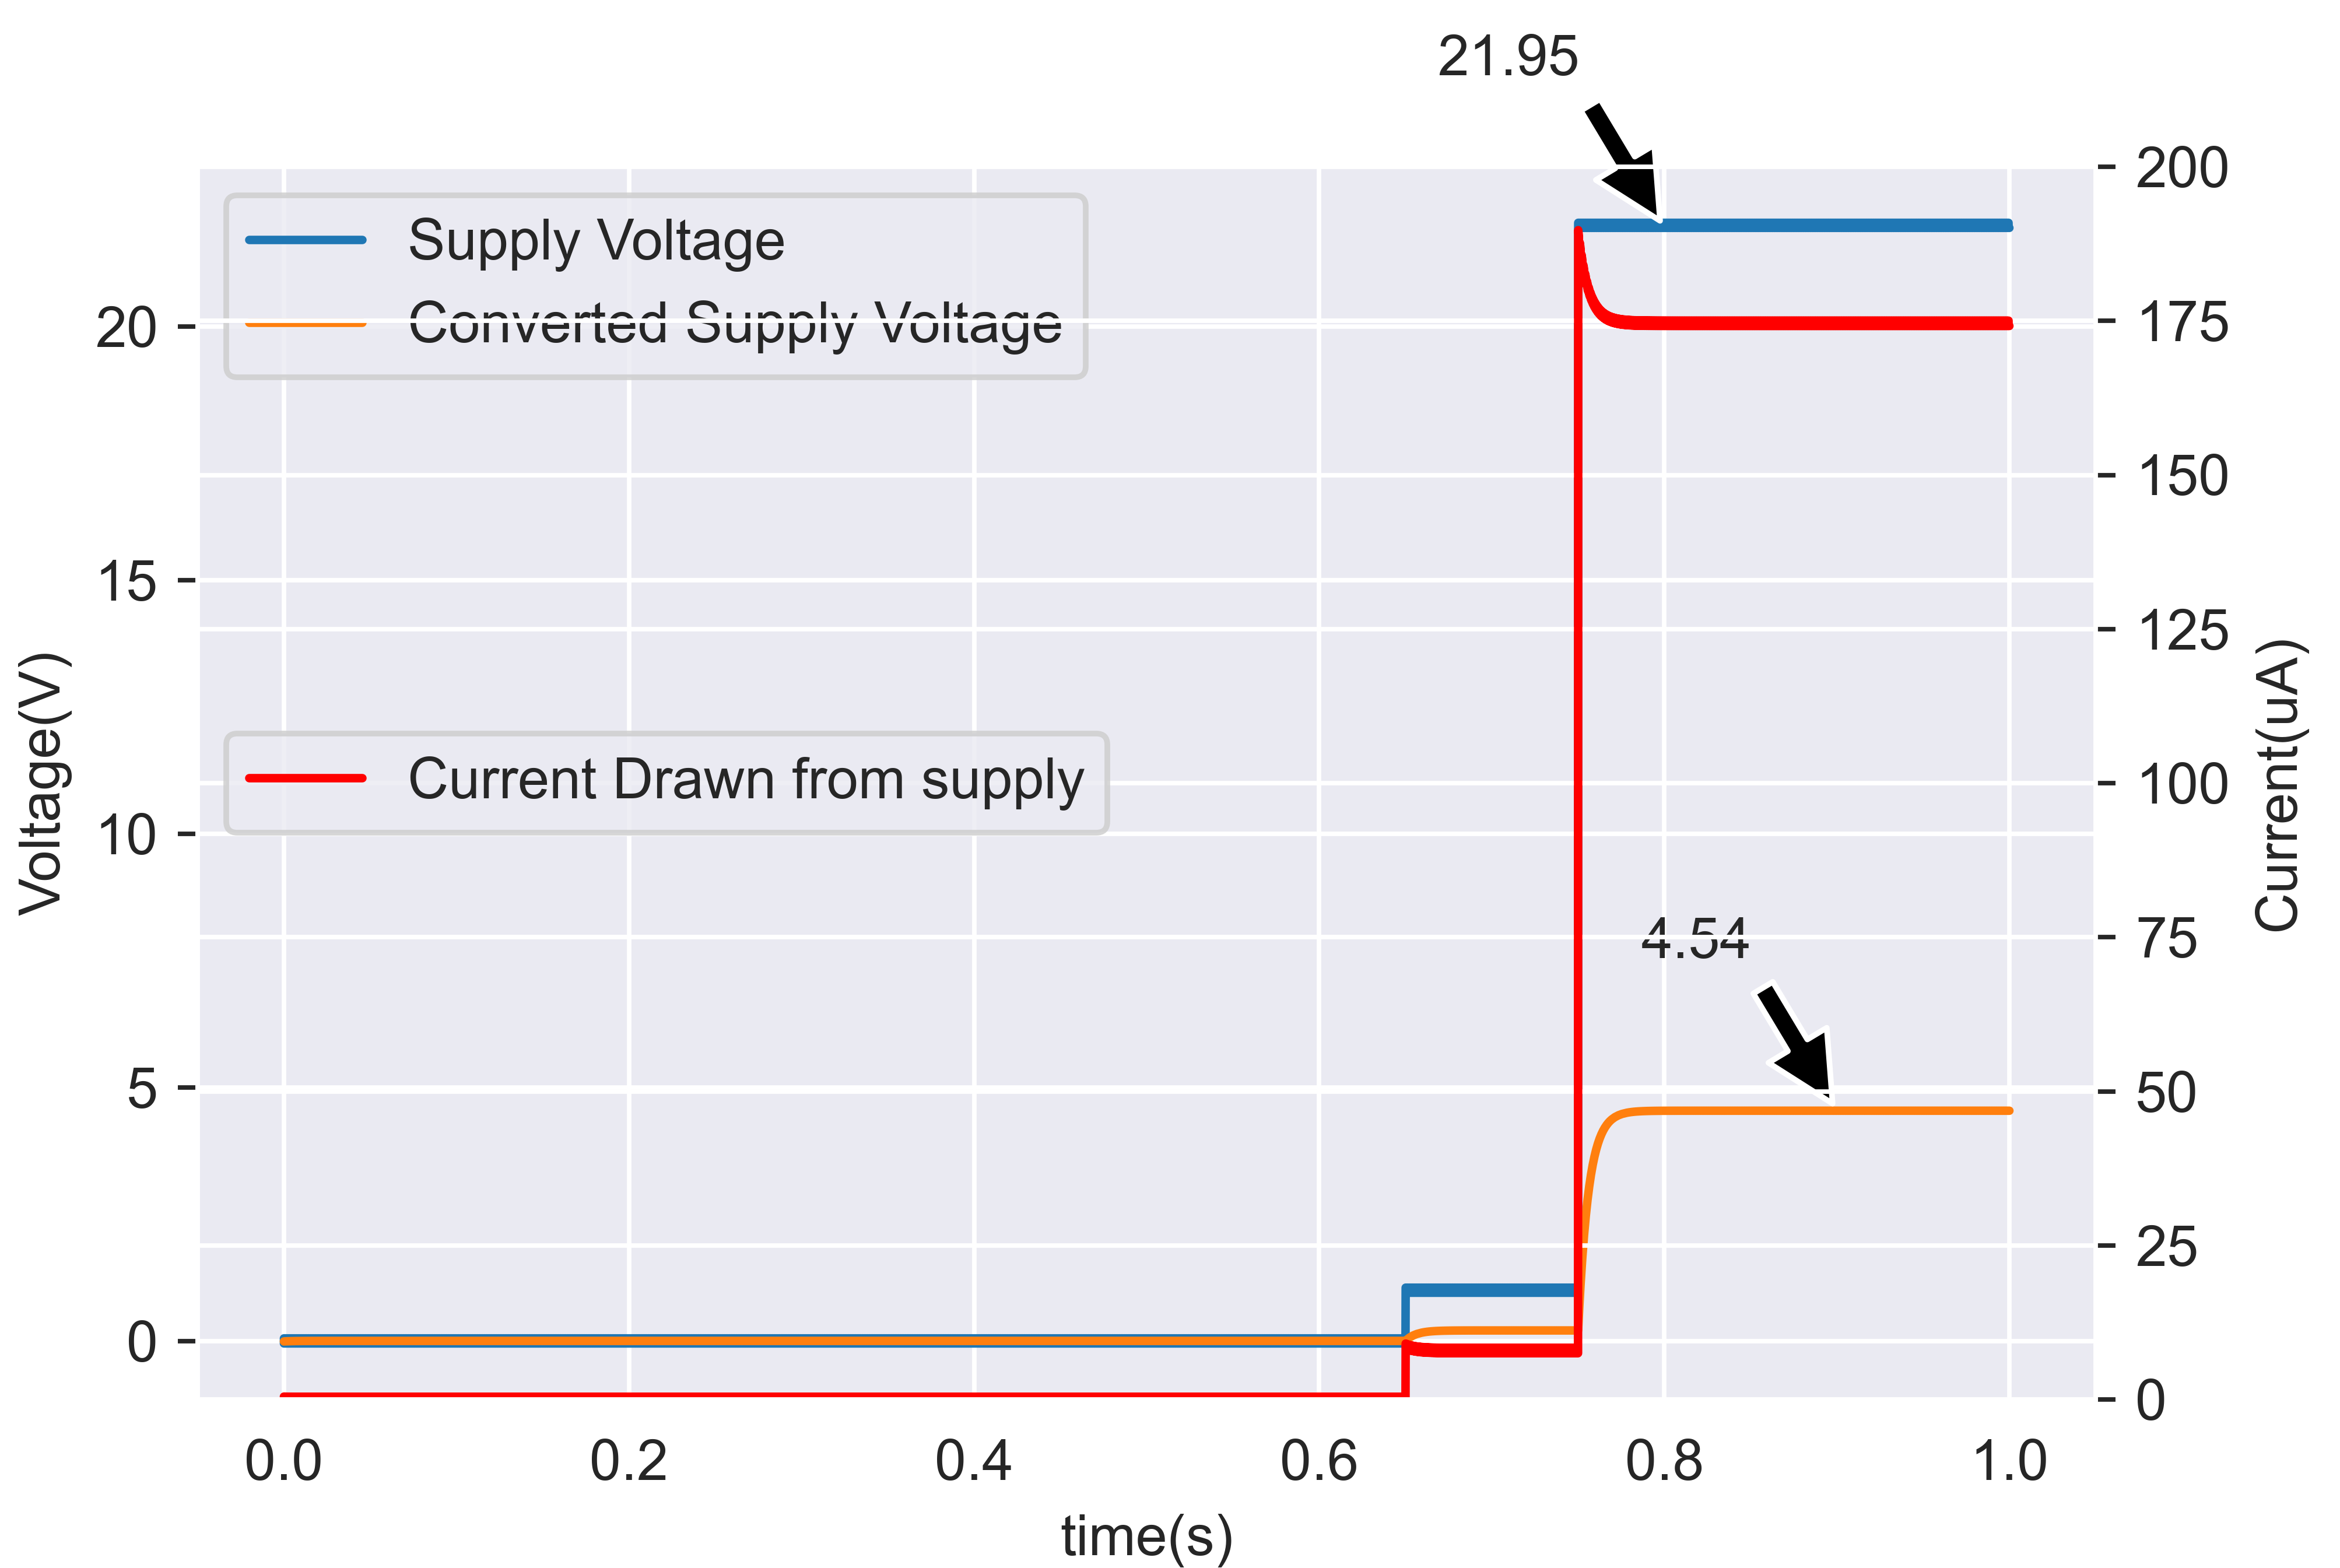 21.95
Supply Voltage
Converted Supply Voltage
Current Drawn from supply
4.54
Voltage(V)
20
15
10
5
0
Current(uA)
200
175
150
125
100
75
50
25
0
0.0 0.2 0.4 0.6 0.8 1.0
time(s)